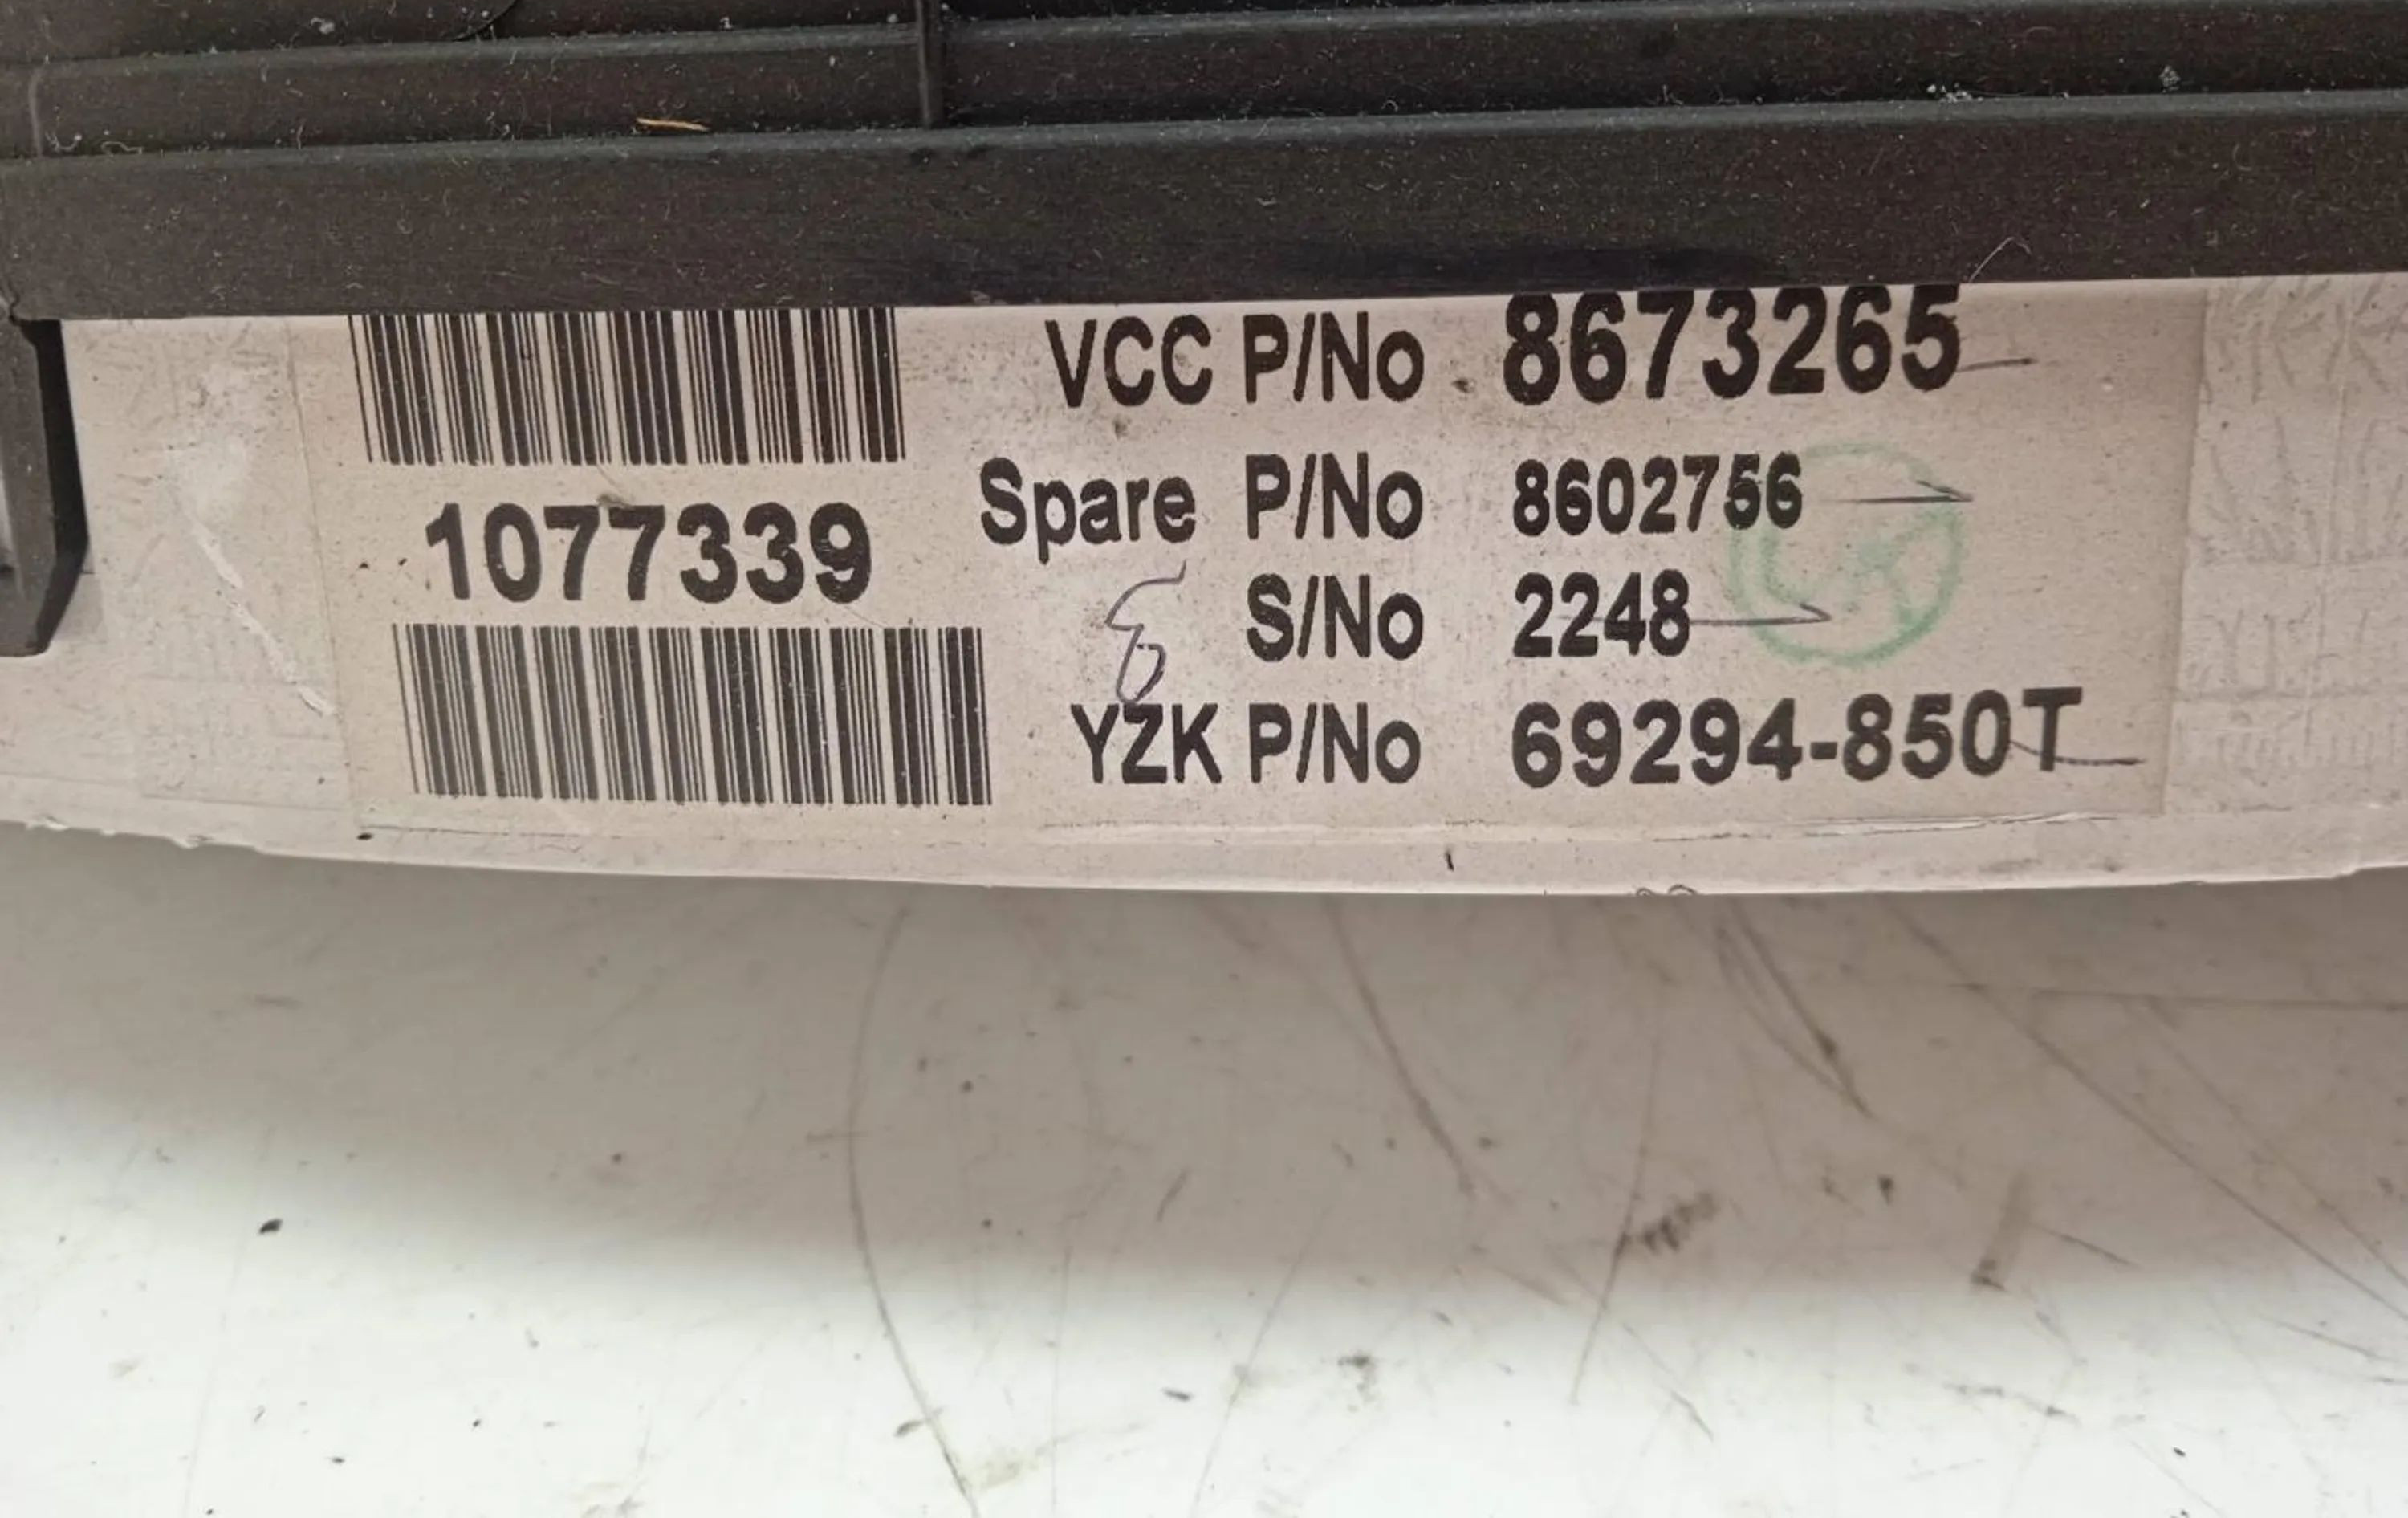 VCC P/No 8673265
1077339
Spare P/No 8602756
S/No 2248
YZK P/No 69294-850T